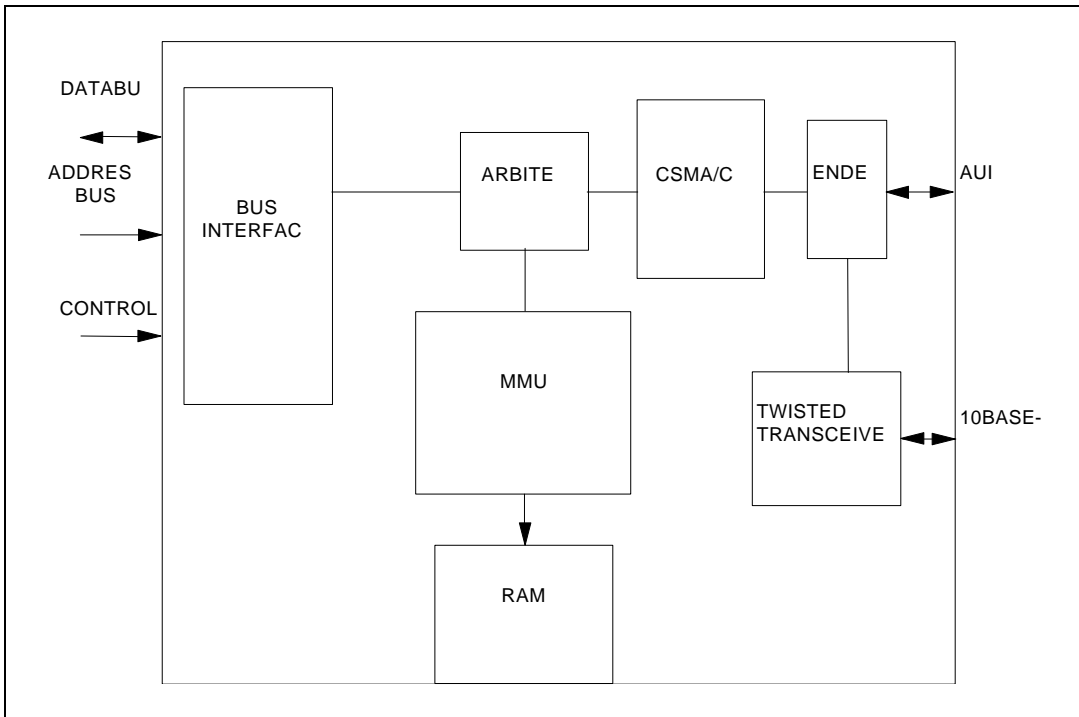 DATABU
ADDRES
BUS
CONTROL
BUS
INTERFAC
ARBITE
CSMA/C
ENDE
AUI
MMU
TWISTED
TRANSCEIVE
10BASE-
RAM